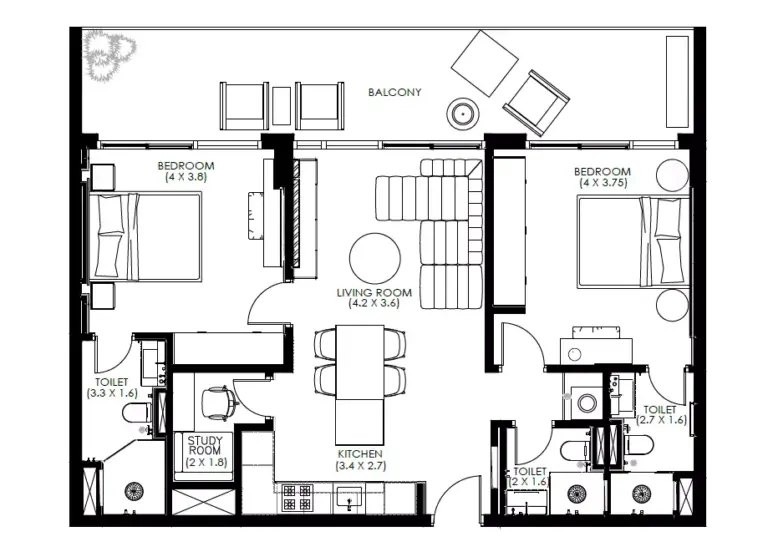 BALCONY
BEDROOM
(4 X 3.8)
BEDROOM
(4 X 3.75)
LIVING ROOM
(4.2 X 3.6)
TOILET
(3.3 X 1.6)
TOILET
(2.7 X 1.6)
STUDY
ROOM
(2 X 1.8)
KITCHEN
(3.4 X 2.7)
TOILET
(2 X 1.6)